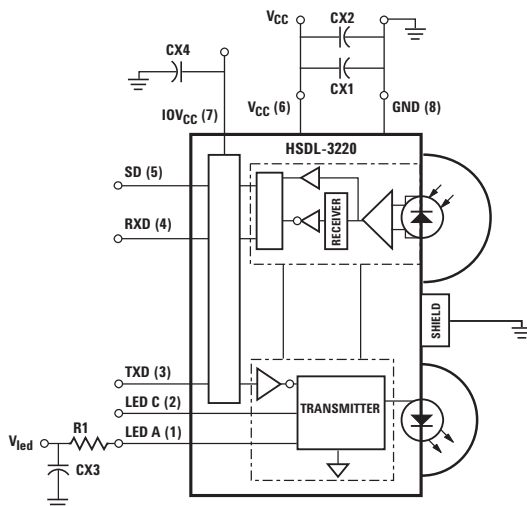 VCC
CX2
CX4
CX1
IOVCC (7)
VCC (6)
GND (8)
HSDL-3220
SD (5)
RXD (4)
RECEIVER
SHIELD
TXD (3)
LED C (2)
TRANSMITTER
Vled
R1
LED A (1)
CX3